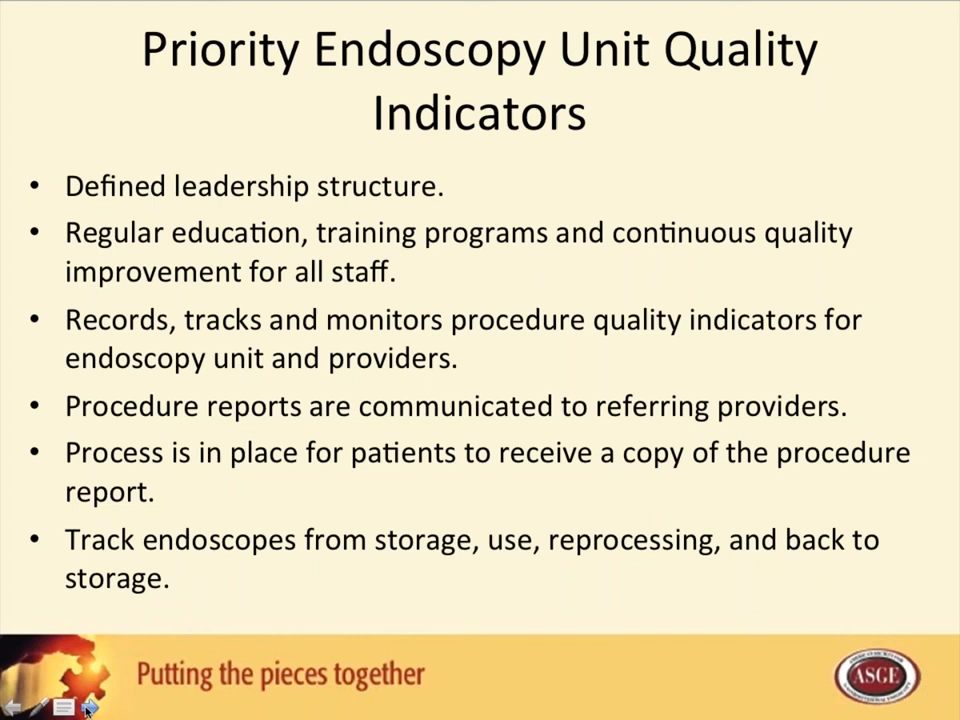 Priority Endoscopy Unit Quality
Indicators
• Defined leadership structure.
• Regular education, training programs and continuous quality
improvement for all staff.
• Records, tracks and monitors procedure quality indicators for
endoscopy unit and providers.
• Procedure reports are communicated to referring providers.
• Process is in place for patients to receive a copy of the procedure
report.
• Track endoscopes from storage, use, reprocessing, and back to
storage.
Putting the pieces together
ASGE